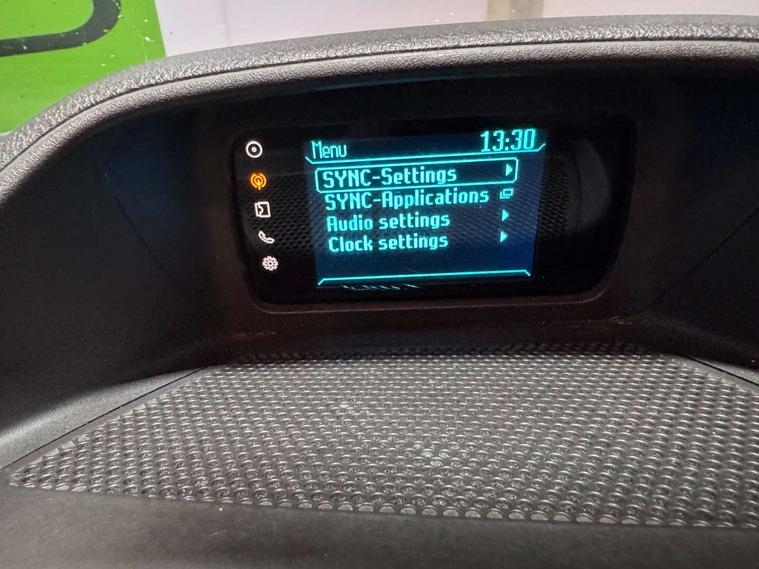 Menu 13:30
SYNC-Settings
SYNC-Applications
Audio settings
Clock settings